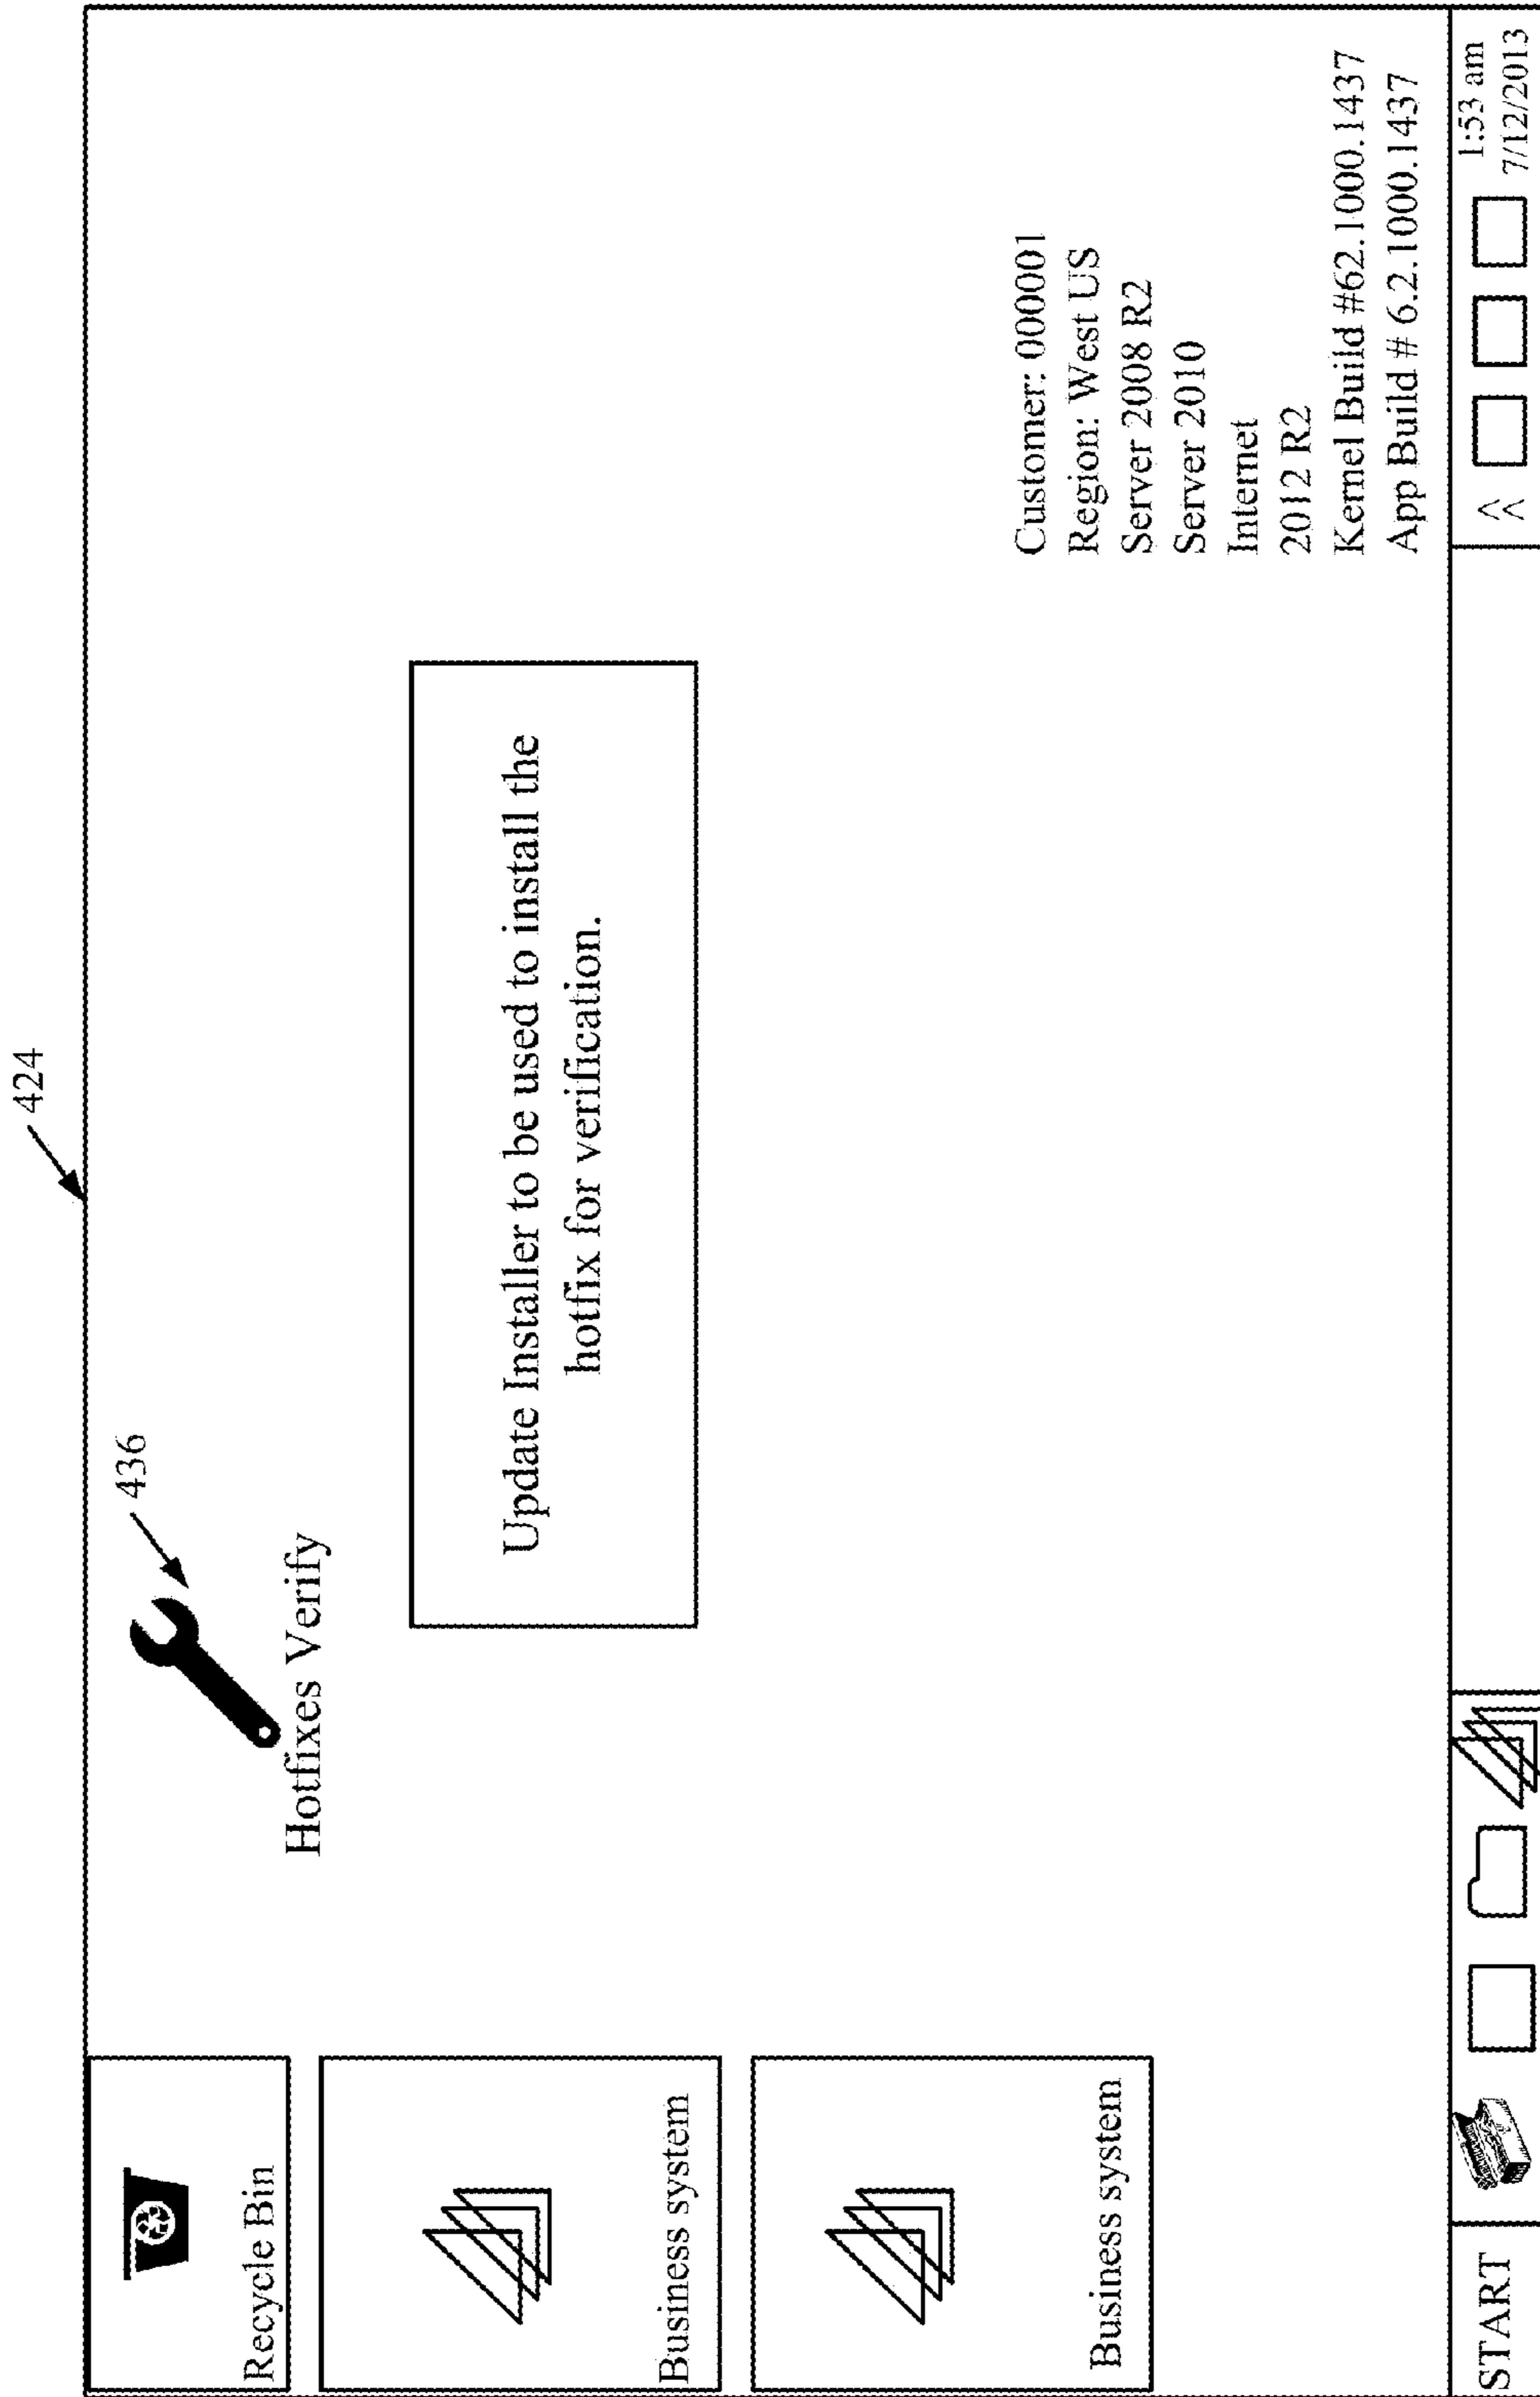 424
436
Recycle Bin
Hotfixes Verify
Update Installer to be used to install the
hotfix for verification.
Business system
Business system
Customer: 000001
Region: West US
Server 2008 R2
Server 2010
Internet
2012 R2
Kernel Build #62.1000.1437
App Build # 6.2.1000.1437
START
^
^
1:53 am
7/12/2013